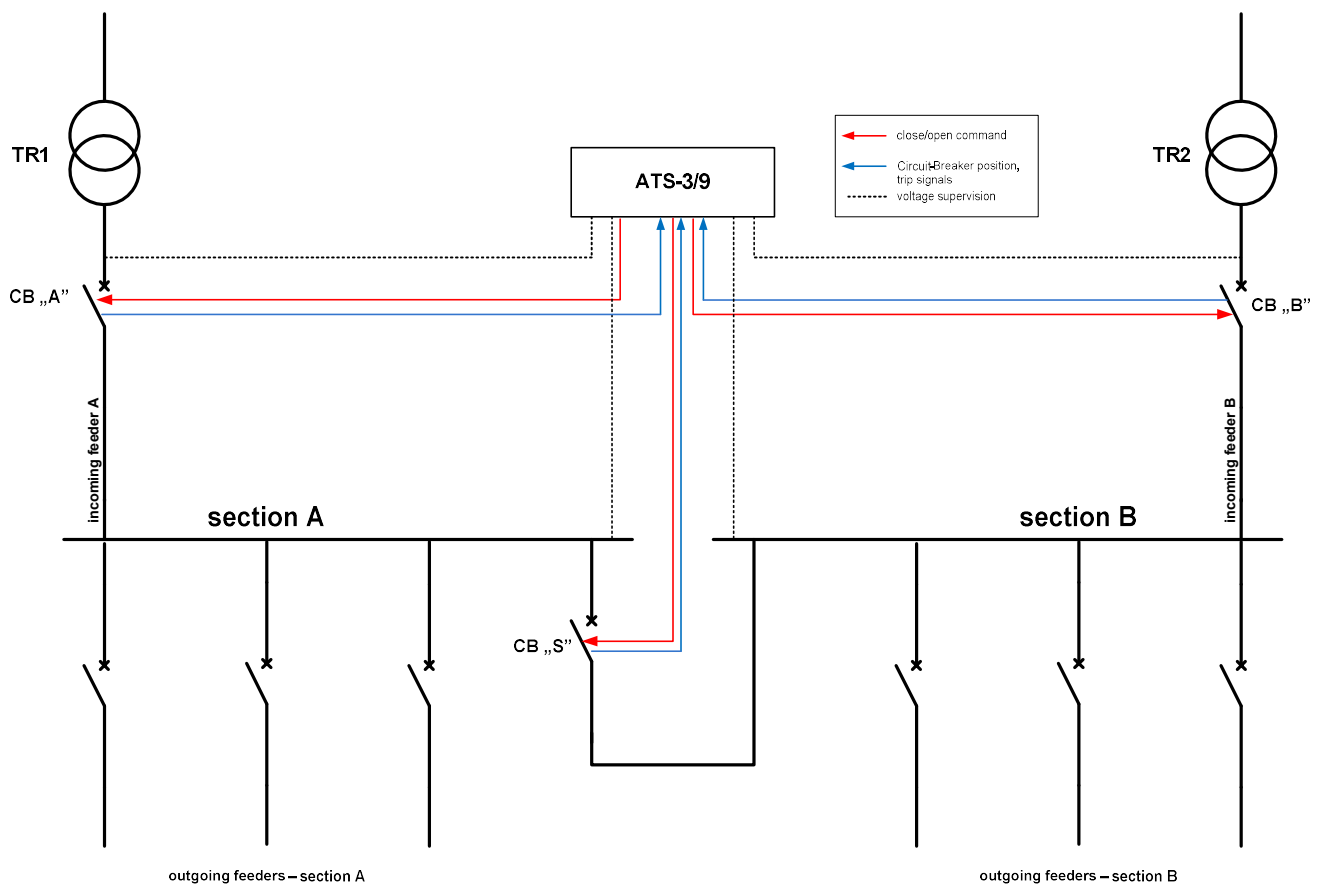 TR1
ATS-3/9
close/open command
Circuit-Breaker position,
trip signals
voltage supervision
TR2
CB „A”
CB „B”
incoming feeder A
incoming feeder B
section A
section B
CB „S”
outgoing feeders – section A
outgoing feeders – section B